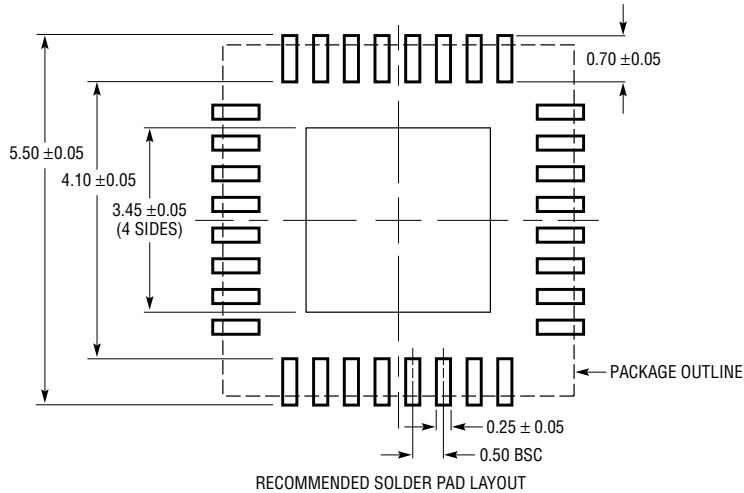 0.70 ±0.05
5.50 ±0.05
4.10 ±0.05
3.45 ±0.05
(4 SIDES)
PACKAGE OUTLINE
0.25 ± 0.05
0.50 BSC
RECOMMENDED SOLDER PAD LAYOUT